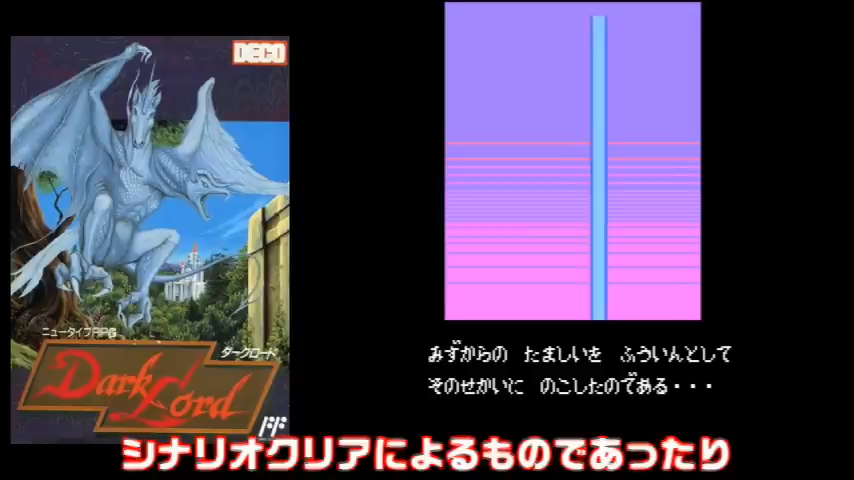 DECO
ニュータイプRPG
ダークロード
Dark Lord
みずからの たましいを ふういんとして
そのせかいに のこしたのである・・・
シナリオクリアによるものであったり